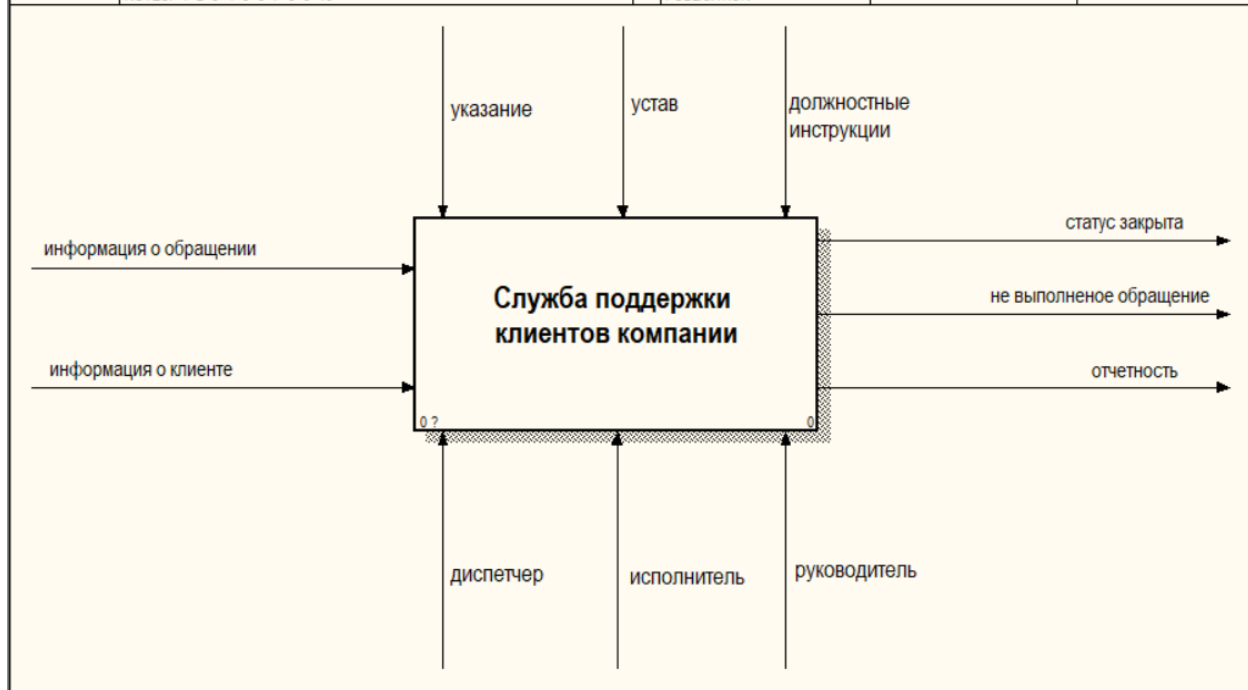 указание
устав
должностные
инструкции
информация о обращении
статус закрыта
Служба поддержки
клиентов компании
не выполненое обращение
информация о клиенте
отчетность
0 ?
0
диспетчер
исполнитель
руководитель